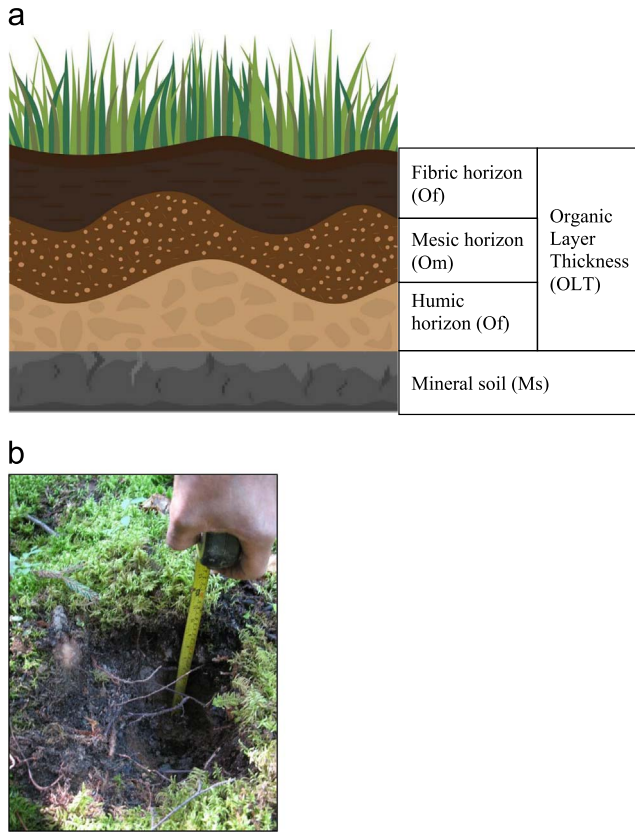 a
Fibric horizon
(Of)
Mesic horizon
(Om)
Humic
horizon (Of)
Organic
Layer
Thickness
(OLT)
Mineral soil (Ms)
b